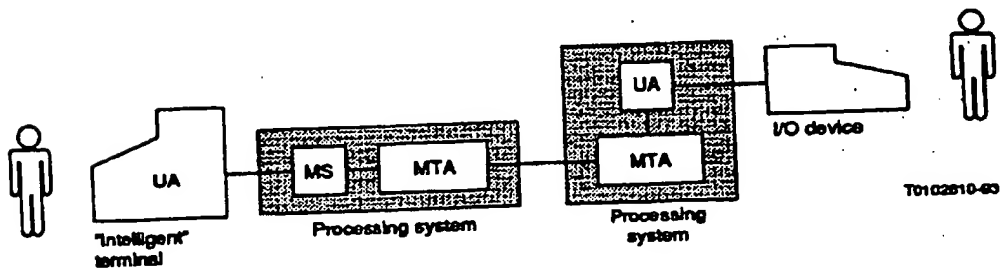 UA
I/O device
MTA
T0102810-93
UA
MS
MTA
Processing system
"Intelligent"
terminal
Processing
system